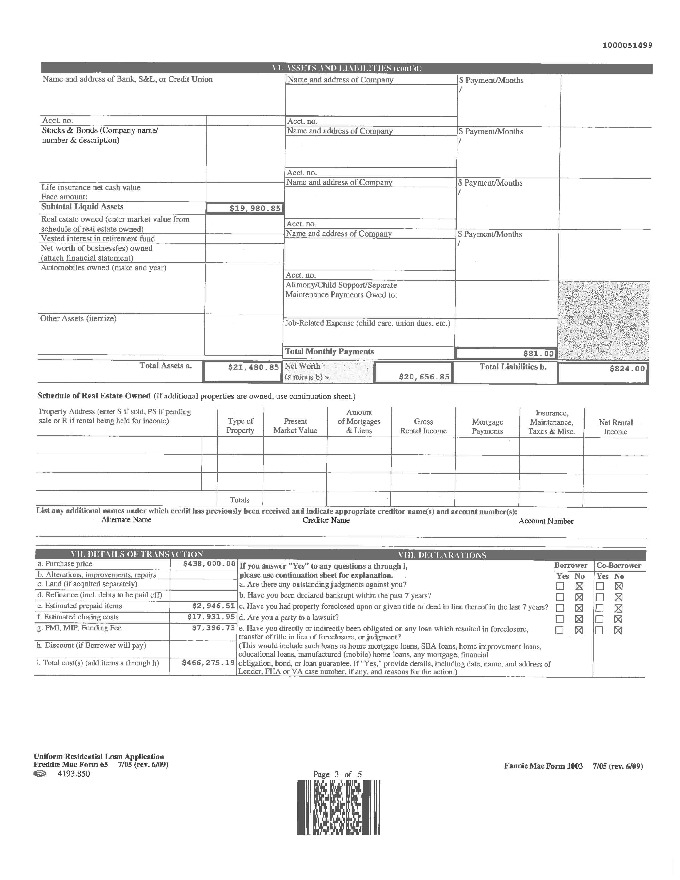 1000051499
VI. ASSETS AND LIABILITIES (cont'd)
Name and address of Bank, S&L, or Credit Union
Name and address of Company
$ Payment/Months
/
Acct. no.
Acct. no.
Stocks & Bonds (Company name/
number & description)
Name and address of Company
$ Payment/Months
/
Acct. no.
Life insurance net cash value
Face amount:
Name and address of Company
$ Payment/Months
/
Subtotal Liquid Assets $19,980.85
Real estate owned (enter market value from
schedule of real estate owned)
Acct. no.
Vested interest in retirement fund
Name and address of Company
$ Payment/Months
/
Net worth of business(es) owned
(attach financial statement)
Automobiles owned (make and year)
Acct. no.
Alimony/Child Support/Separate
Maintenance Payments Owed to:
Other Assets (itemize)
Job-Related Expense (child care, union dues, etc.)
Total Monthly Payments $21.00
Total Assets a. $21,480.85 Net Worth
(a minus b) $20,656.85 Total Liabilities b. $824.00
Schedule of Real Estate Owned (if additional properties are owned, use continuation sheet.)
Property Address (enter S if sold, PS if pending
sale or R if rental being held for income)
Type of
Property
Present
Market Value
Amount
of Mortgages
& Liens
Gross
Rental Income
Mortgage
Payments
Insurance,
Maintenance,
Taxes & Misc.
Net Rental
Income
Totals
List any additional names under which credit has previously been received and indicate appropriate creditor name(s) and account number(s):
Alternate Name Creditor Name Account Number
VII. DETAILS OF TRANSACTION VIII. DECLARATIONS
a. Purchase price $438,000.00
b. Alterations, improvements, repairs
c. Land (if acquired separately)
d. Refinance (incl. debts to be paid off)
e. Estimated prepaid items $2,946.51
f. Estimated closing costs $17,931.95
g. PMI, MIP, Funding Fee $7,396.73
h. Discount (if Borrower will pay)
i. Total cost(s) (add items a through h) $466,275.19
If you answer "Yes" to any questions a through i,
please use continuation sheet for explanation.
Borrower Co-Borrower
Yes No Yes No
a. Are there any outstanding judgments against you?
b. Have you been declared bankrupt within the past 7 years?
c. Have you had property foreclosed upon or given title or deed in lieu thereof in the last 7 years?
d. Are you a party to a lawsuit?
e. Have you directly or indirectly been obligated on any loan which resulted in foreclosure,
transfer of title in lieu of foreclosure, or judgment?
(This would include such loans as home mortgage loans, SBA loans, home improvement loans,
educational loans, manufactured (mobile) home loans, any mortgage, financial
obligation, bond, or loan guarantee. If "Yes," provide details, including date, name, and address of
Lender, FHA or VA case number, if any, and reasons for the action.)
Uniform Residential Loan Application
Freddie Mac Form 65 7/05 (rev. 6/09)
4193.850
Page 3 of 5
Fannie Mae Form 1003 7/05 (rev. 6/09)